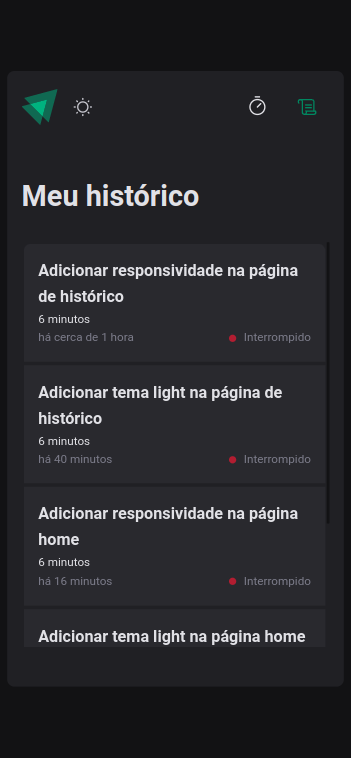 Meu histórico
Adicionar responsividade na página
de histórico
6 minutos
há cerca de 1 hora
Interrompido
Adicionar tema light na página de
histórico
6 minutos
há 40 minutos
Interrompido
Adicionar responsividade na página
home
6 minutos
há 16 minutos
Interrompido
Adicionar tema light na página home